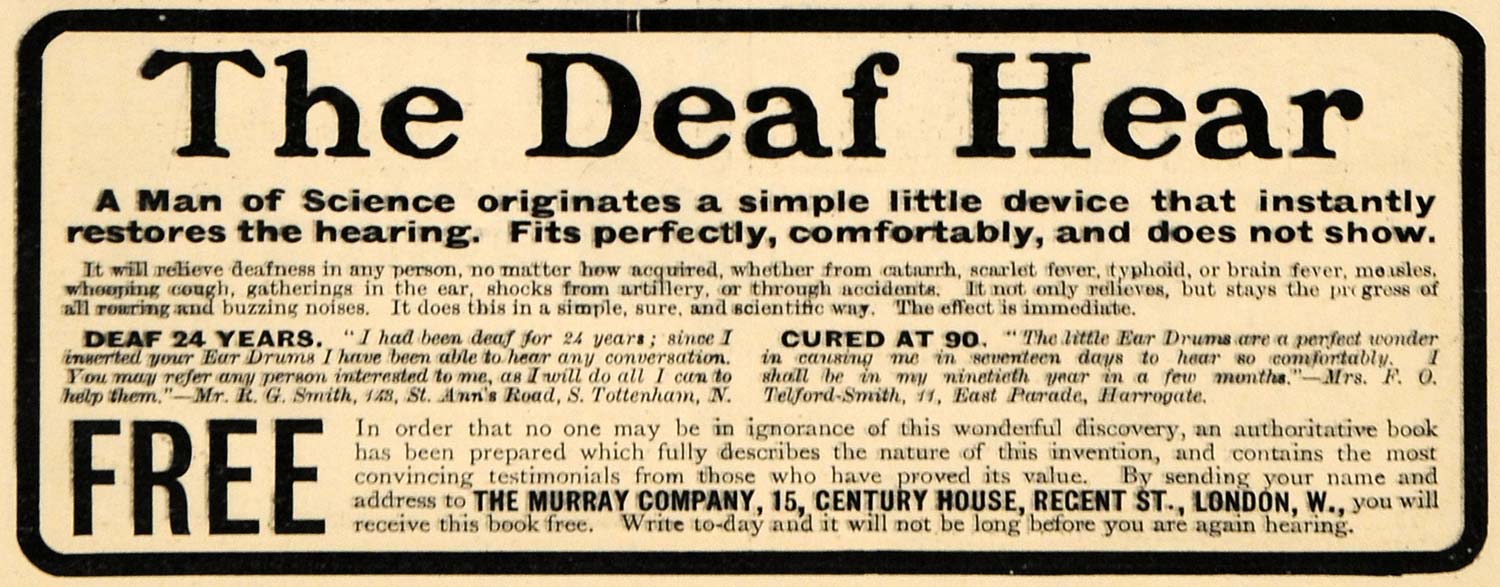 The Deaf Hear
A Man of Science originates a simple little device that instantly
restores the hearing. Fits perfectly, comfortably, and does not show.
It will relieve deafness in any person, no matter how acquired, whether from catarrh, scarlet fever, typhoid, or brain fever, measles,
whooping cough, gatherings in the ear, shocks from artillery, or through accidents. It not only relieves, but stays the progress of
all roaring and buzzing noises. It does this in a simple, sure, and scientific way. The effect is immediate.
DEAF 24 YEARS. "I had been deaf for 24 years; since I
inserted your Ear Drums I have been able to hear any conversation.
You may refer any person interested to me, as I will do all I can to
help them."—Mr. R. G. Smith, 148, St. Ann's Road, S. Tottenham, N.
CURED AT 90. "The little Ear Drums are a perfect wonder
in causing me in seventeen days to hear so comfortably. I
shall be in my ninetieth year in a few months."—Mrs. F. O.
Telford-Smith, 11, East Parade, Harrogate.
FREE
In order that no one may be in ignorance of this wonderful discovery, an authoritative book
has been prepared which fully describes the nature of this invention, and contains the most
convincing testimonials from those who have proved its value. By sending your name and
address to THE MURRAY COMPANY, 15, CENTURY HOUSE, REGENT ST., LONDON, W., you will
receive this book free. Write to-day and it will not be long before you are again hearing.